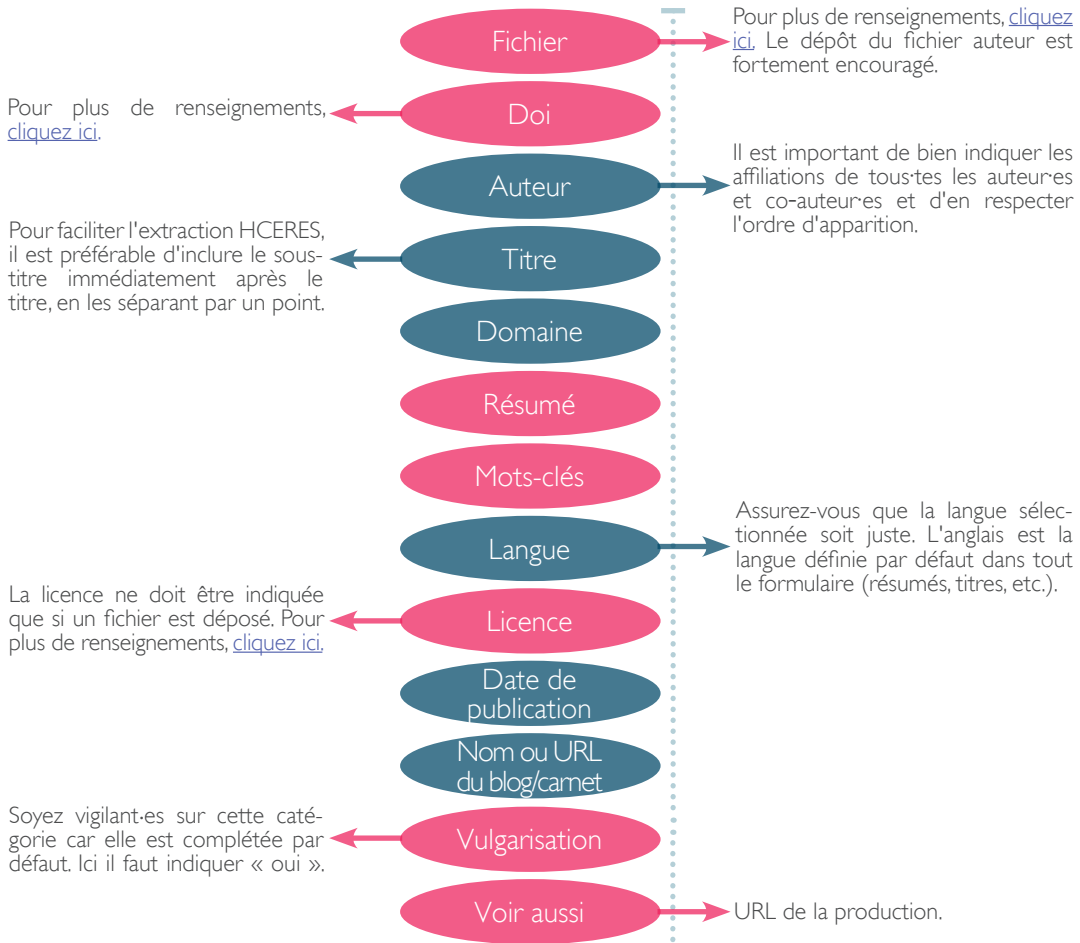 Fichier
Pour plus de renseignements, cliquez
ici. Le dépôt du fichier auteur est
fortement encouragé.
Pour plus de renseignements,
cliquez ici.
Doi
Auteur
Il est important de bien indiquer les
affiliations de tous·tes les auteur·es
et co-auteur·es et d'en respecter
l'ordre d'apparition.
Pour faciliter l'extraction HCERES,
il est préférable d'inclure le sous-
titre immédiatement après le
titre, en les séparant par un point.
Titre
Domaine
Résumé
Mots-clés
Langue
Assurez-vous que la langue sélec-
tionnée soit juste. L'anglais est la
langue définie par défaut dans tout
le formulaire (résumés, titres, etc.).
La licence ne doit être indiquée
que si un fichier est déposé. Pour
plus de renseignements, cliquez ici.
Licence
Date de
publication
Nom ou URL
du blog/carnet
Soyez vigilant·es sur cette caté-
gorie car elle est complétée par
défaut. Ici il faut indiquer « oui ».
Vulgarisation
Voir aussi
URL de la production.